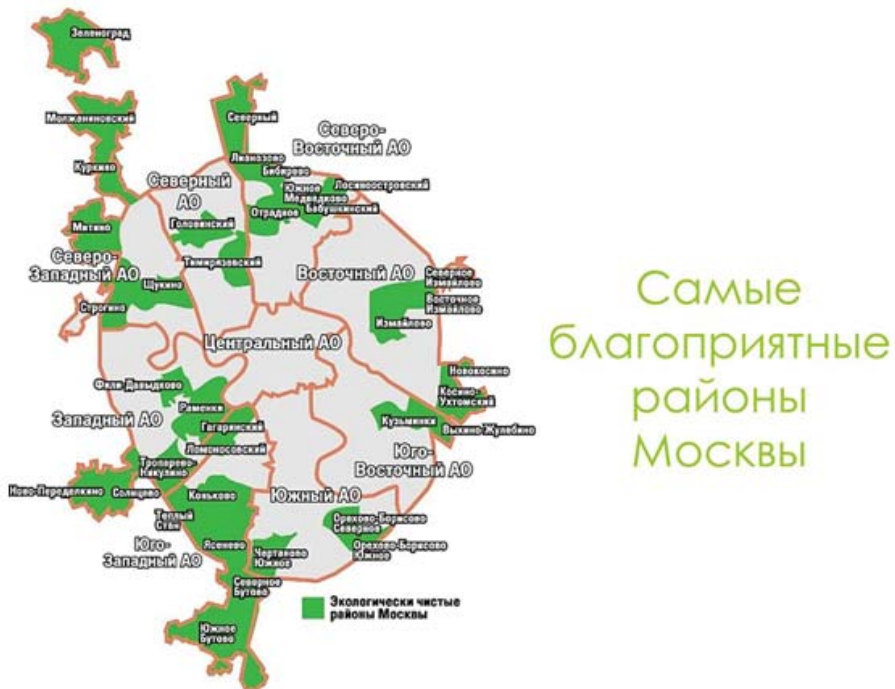 Зеленоград
Молжаниновский
Северный
Северо-
Восточный АО
Куркино
Лианозово
Бибирево
Северный
АО
Южное
Медведково
Лосиноостровский
Бабушкинский
Отрадное
Головинский
Митино
Северо-
Западный АО
Тимирязевский
Восточный АО
Северное
Измайлово
Щукино
Строгино
Восточное
Измайлово
Измайлово
Центральный АО
Новокосино
Косино-
Ухтомский
Фили-Давыдково
Раменки
Западный АО
Гагаринский
Кузьминки
Выхино-Жулебино
Ломоносовский
Юго-
Восточный АО
Тропарево-
Никулино
Ново-Переделкино
Солнцево
Коньково
Южный АО
Теплый
Стан
Орехово-Борисово
Северное
Юго-
Западный АО
Ясенево
Чертаново
Южное
Орехово-Борисово
Южное
Северное
Бутово
Южное
Бутово
Экологически чистые
районы Москвы
Самые
благоприятные
районы
Москвы